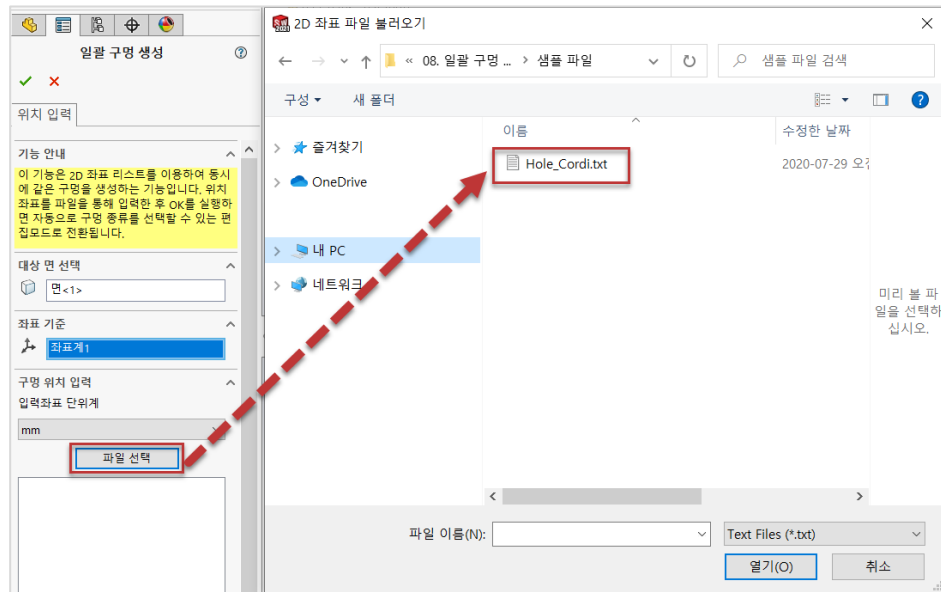 일괄 구멍 생성
위치 입력
기능 안내
이 기능은 2D 좌표 리스트를 이용하여 동시
에 같은 구멍을 생성하는 기능입니다. 위치
좌표를 파일을 통해 입력한 후 OK를 실행하
면 자동으로 구멍 종류를 선택할 수 있는 편
집모드로 전환됩니다.
대상 면 선택
면<1>
좌표 기준
좌표계1
구멍 위치 입력
입력좌표 단위계
mm
파일 선택
2D 좌표 파일 불러오기
« 08. 일괄 구멍 ... › 샘플 파일
샘플 파일 검색
구성 새 폴더
이름 수정한 날짜
즐겨찾기
Hole_Cordi.txt 2020-07-29 오전
OneDrive
내 PC
네트워크
미리 볼 파
일을 선택하
십시오.
파일 이름(N):
Text Files (*.txt)
열기(O) 취소